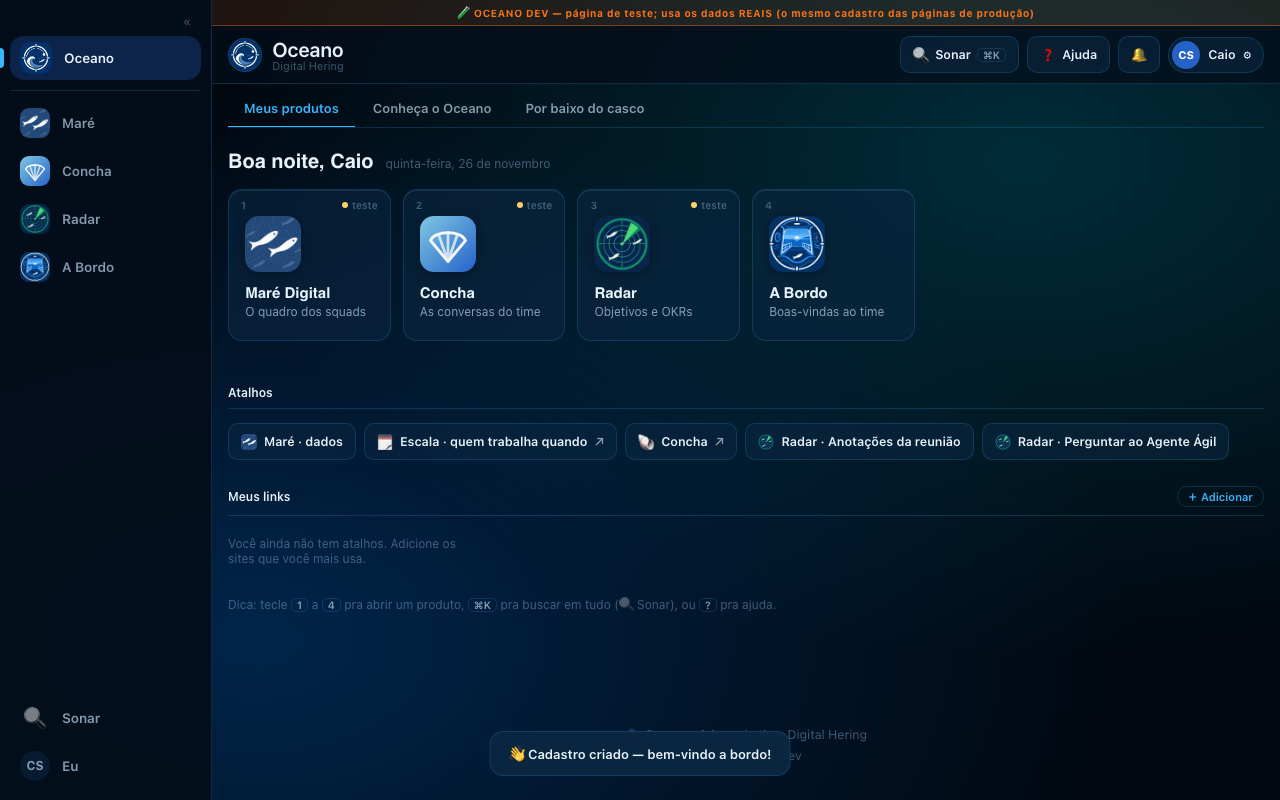 OCEANO DEV — página de teste; usa os dados REAIS (o mesmo cadastro das páginas de produção)
«
Oceano
Maré
Concha
Radar
A Bordo
Sonar
CS Eu
Oceano
Digital Hering
Sonar ⌘K
Ajuda
CS Caio
Meus produtos
Conheça o Oceano
Por baixo do casco
Boa noite, Caio quinta-feira, 26 de novembro
1 teste
Maré Digital
O quadro dos squads
2 teste
Concha
As conversas do time
3 teste
Radar
Objetivos e OKRs
4
A Bordo
Boas-vindas ao time
Atalhos
Maré · dados
Escala · quem trabalha quando ↗
Concha ↗
Radar · Anotações da reunião
Radar · Perguntar ao Agente Ágil
Meus links
+ Adicionar
Você ainda não tem atalhos. Adicione os
sites que você mais usa.
Dica: tecle 1 a 4 pra abrir um produto, ⌘K pra buscar em tudo (🔍 Sonar), ou ? pra ajuda.
Digital Hering
👋 Cadastro criado — bem-vindo a bordo!